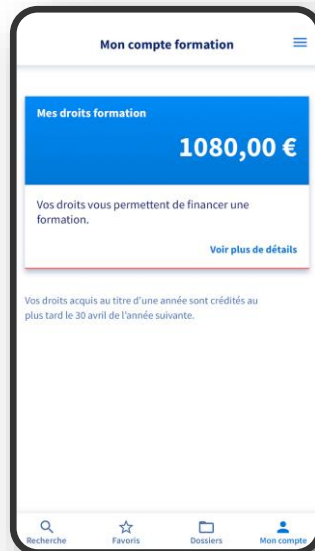 Mon compte formation
Mes droits formation
1080,00 €
Vos droits vous permettent de financer une
formation.
Voir plus de détails
Vos droits acquis au titre d'une année sont crédités au
plus tard le 30 avril de l'année suivante.
Recherche
Favoris
Dossiers
Mon compte